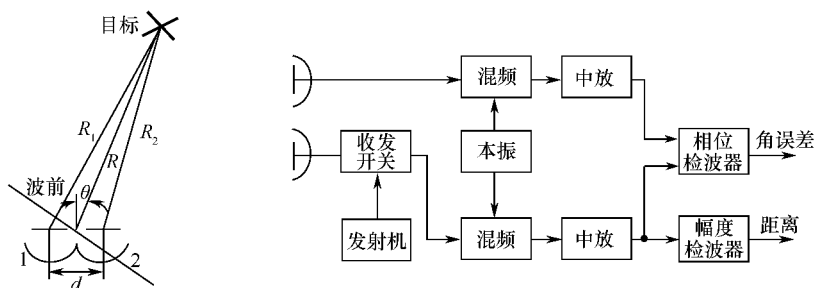 目标
R₁
R
R₂
波前
θ
1
2
d
混频
中放
收发
开关
本振
相位
检波器
角误差
发射机
混频
中放
幅度
检波器
距离